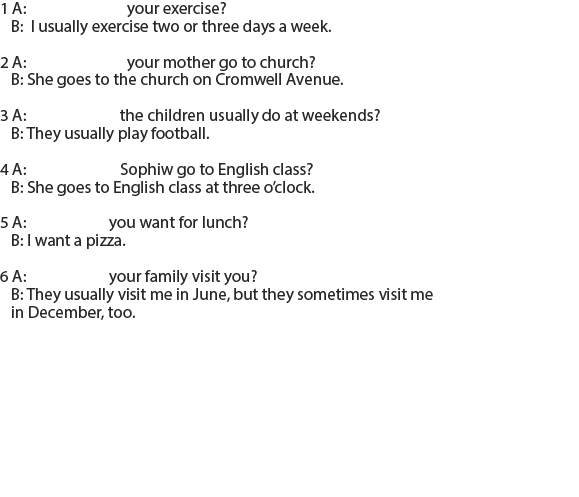 1 A: your exercise?
B: I usually exercise two or three days a week.
2 A: your mother go to church?
B: She goes to the church on Cromwell Avenue.
3 A: the children usually do at weekends?
B: They usually play football.
4 A: Sophiw go to English class?
B: She goes to English class at three o’clock.
5 A: you want for lunch?
B: I want a pizza.
6 A: your family visit you?
B: They usually visit me in June, but they sometimes visit me
in December, too.